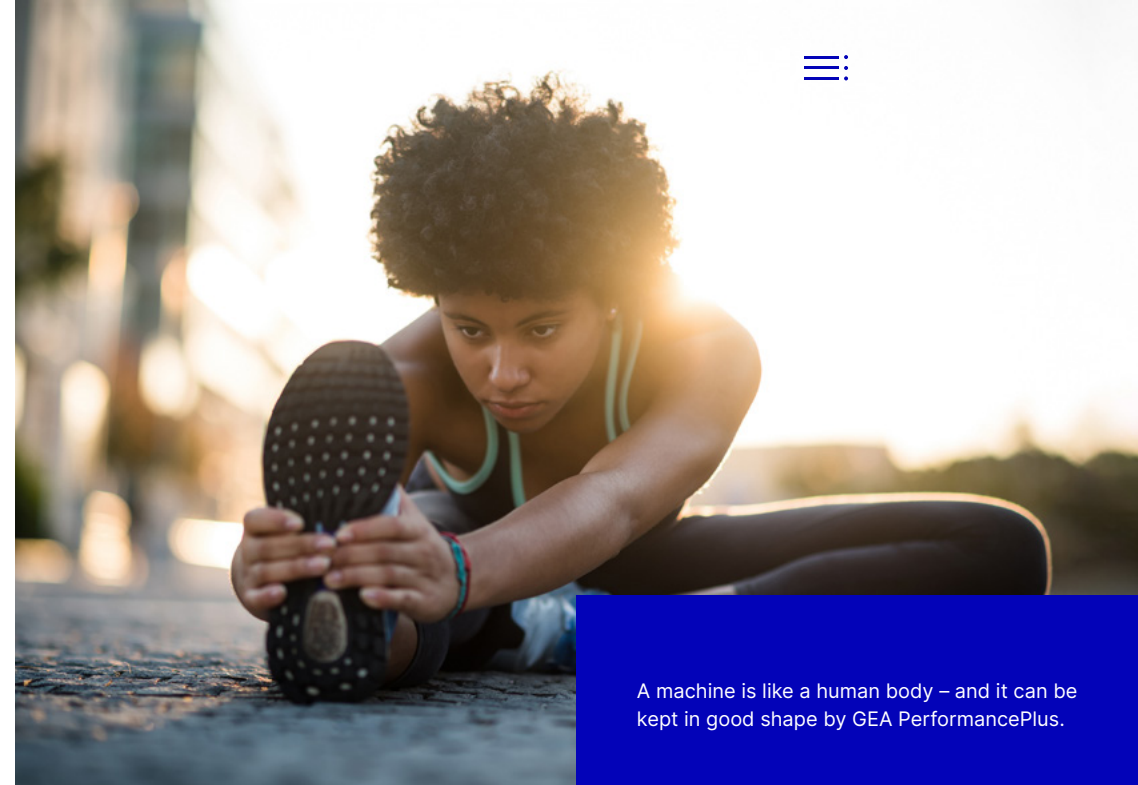 A machine is like a human body – and it can be
kept in good shape by GEA PerformancePlus.